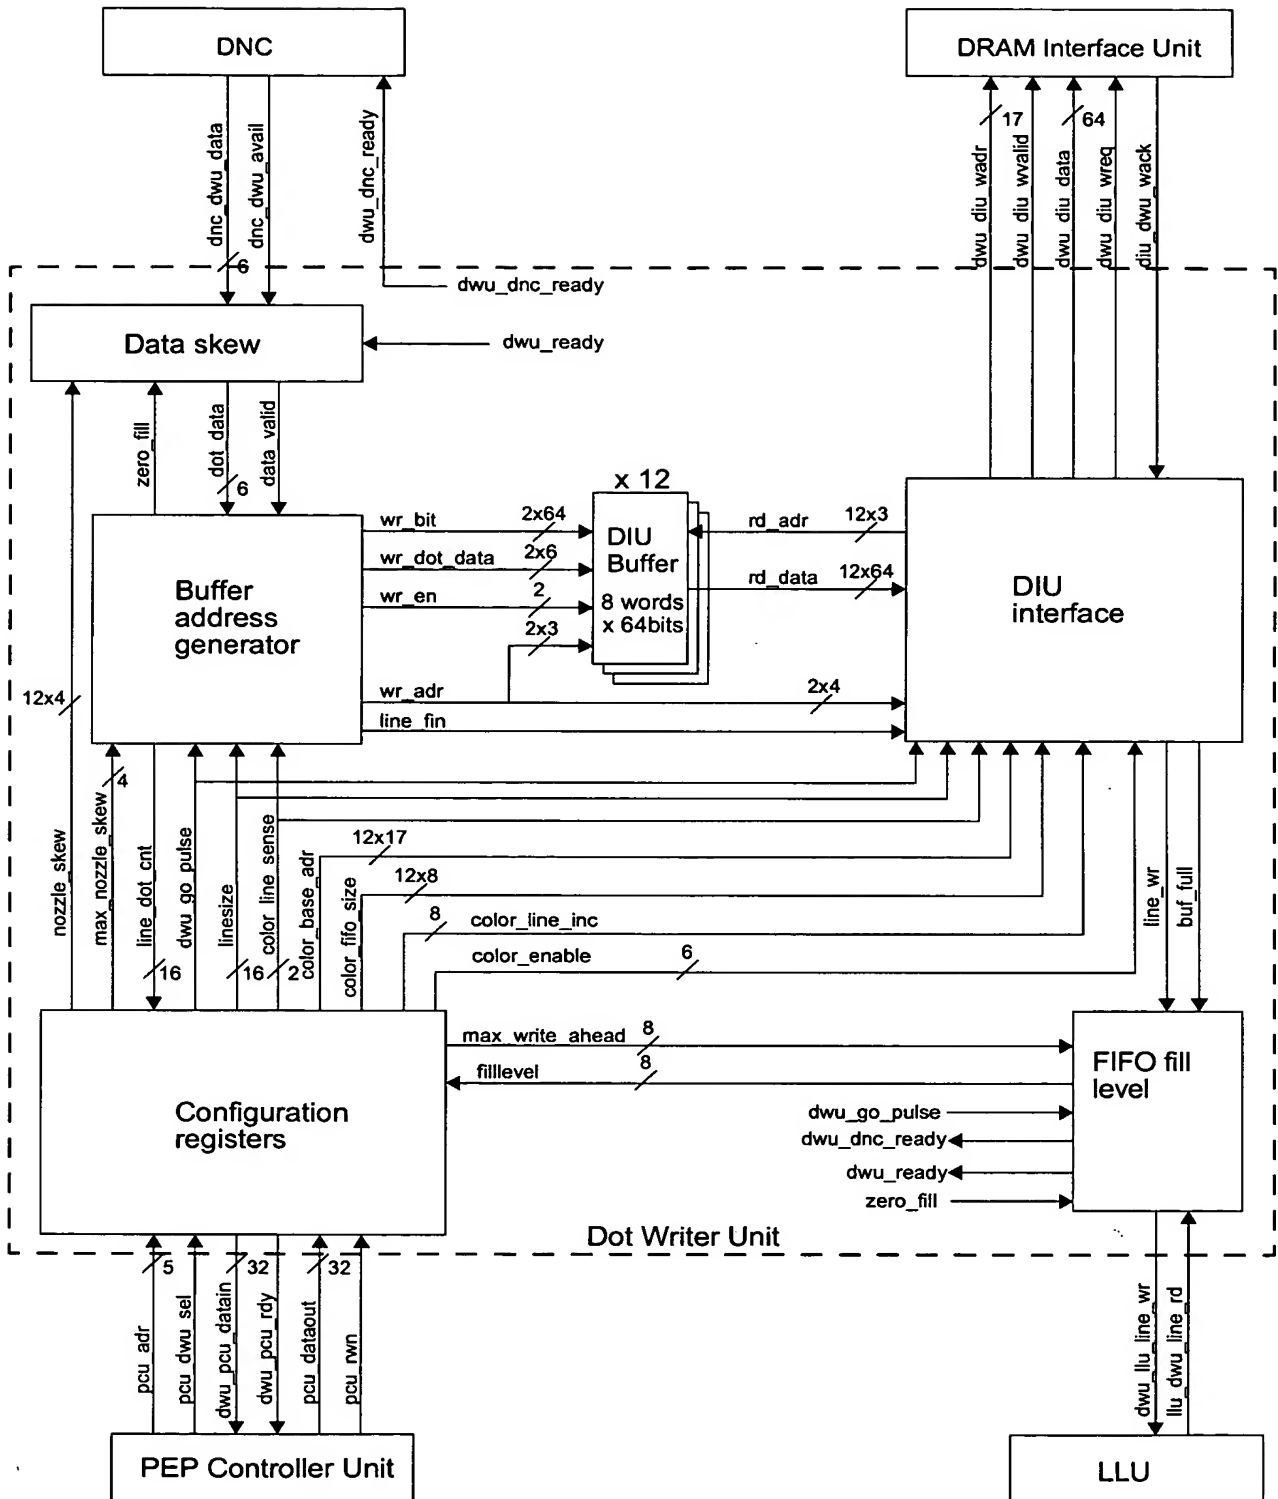 DNC
DRAM Interface Unit
dnc_dwu_data
6
dnc_dwu_avail
dwu_dnc_ready
dwu_diu_wadr
17
dwu_diu_wvalid
dwu_diu_data
64
dwu_diu_wreq
diu_dwu_wack
dwu_dnc_ready
Data skew
dwu_ready
zero_fill
dot_data
6
data_valid
x 12
Buffer
address
generator
wr_bit
2x64
wr_dot_data
2x6
wr_en
2
2x3
wr_adr
2x4
line_fin
DIU
Buffer
8 words
x 64bits
rd_adr
12x3
rd_data
12x64
DIU
interface
12x4
nozzle_skew
4
max_nozzle_skew
line_dot_cnt
16
dwu_go_pulse
linesize
16
color_line_sense
2
color_base_adr
12x17
color_fifo_size
12x8
8
color_line_inc
color_enable
6
line_wr
buf_full
Configuration
registers
max_write_ahead
8
filllevel
8
FIFO fill
level
dwu_go_pulse
dwu_dnc_ready
dwu_ready
zero_fill
Dot Writer Unit
pcu_adr
5
pcu_dwu_sel
dwu_pcu_datain
32
dwu_pcu_rdy
pcu_dataout
32
pcu_rwn
dwu_llu_line_wr
llu_dwu_line_rd
PEP Controller Unit
LLU